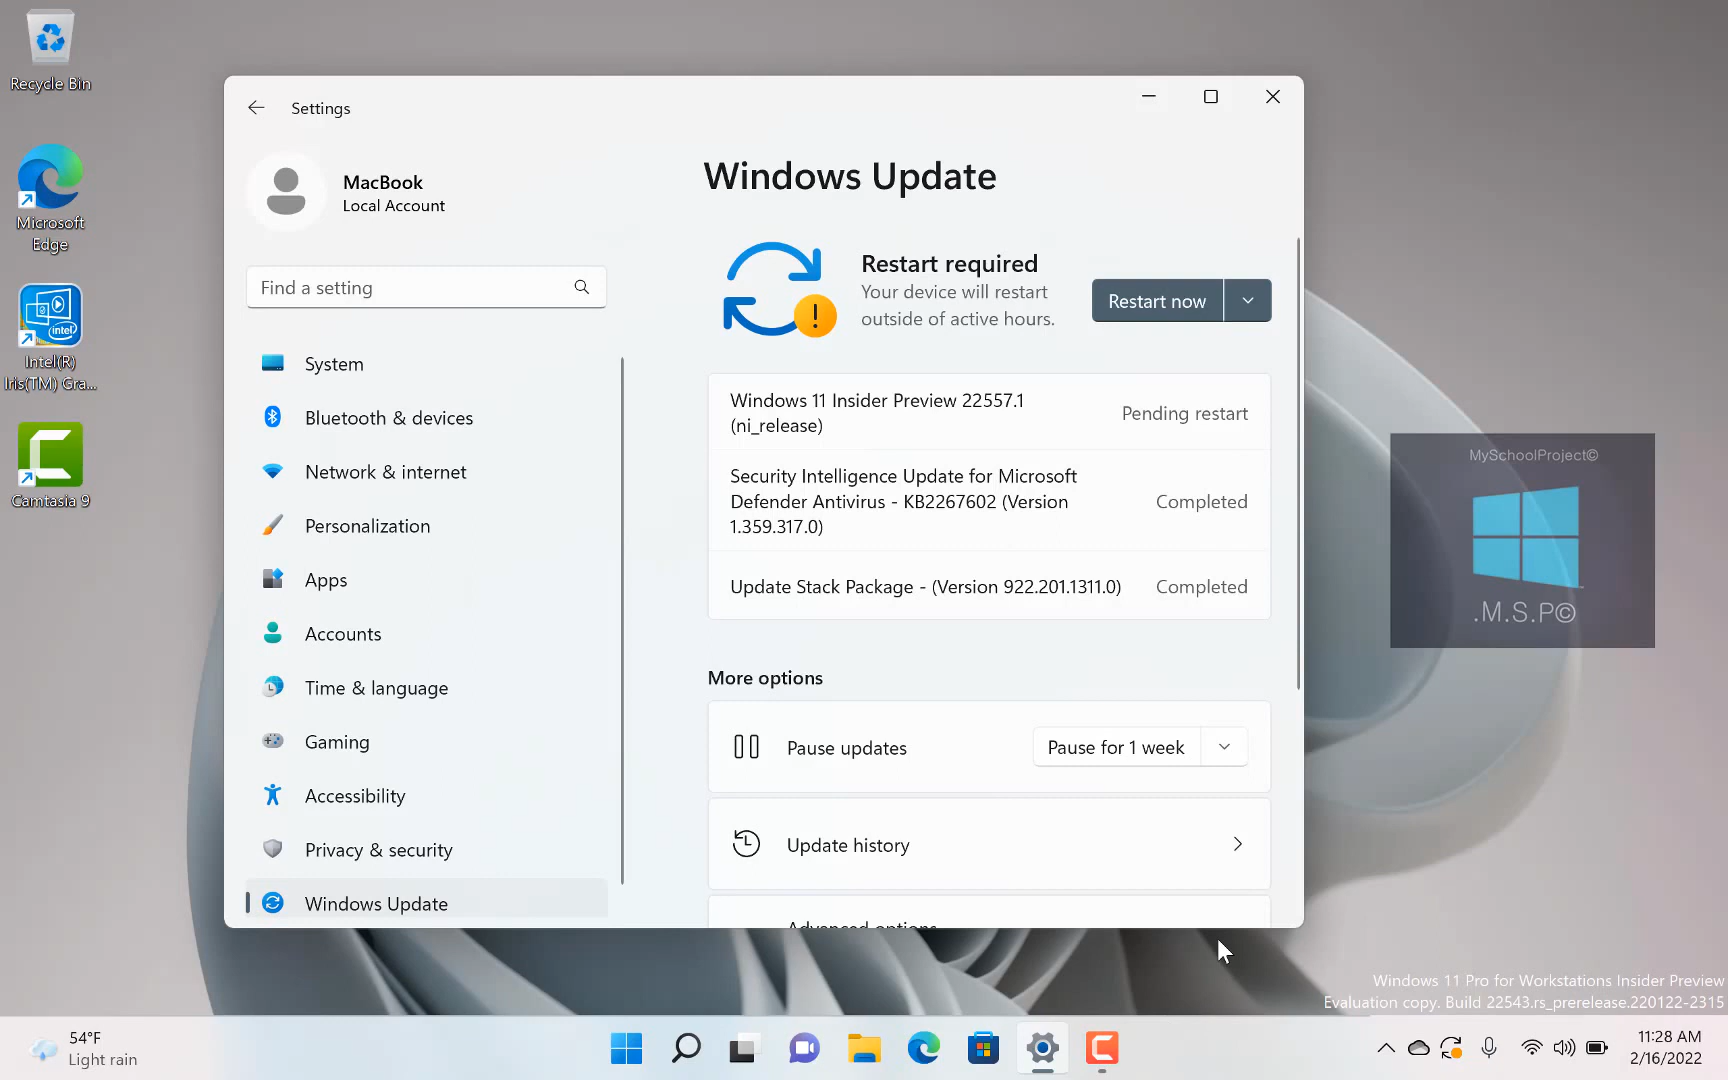 Recycle Bin
Microsoft
Edge
intel
Intel(R)
Iris(TM) Gra...
Camtasia 9
Settings
MacBook
Local Account
Find a setting
System
Bluetooth & devices
Network & internet
Personalization
Apps
Accounts
Time & language
Gaming
Accessibility
Privacy & security
Windows Update
Windows Update
Restart required
Your device will restart
outside of active hours.
Restart now
Windows 11 Insider Preview 22557.1
(ni_release)
Pending restart
Security Intelligence Update for Microsoft
Defender Antivirus - KB2267602 (Version
1.359.317.0)
Completed
Update Stack Package - (Version 922.201.1311.0)
Completed
More options
Pause updates
Pause for 1 week
Update history
Advanced options
MySchoolProject©
.M.S.P©
Windows 11 Pro for Workstations Insider Preview
Evaluation copy. Build 22543.rs_prerelease.220122-2315
54°F
Light rain
11:28 AM
2/16/2022